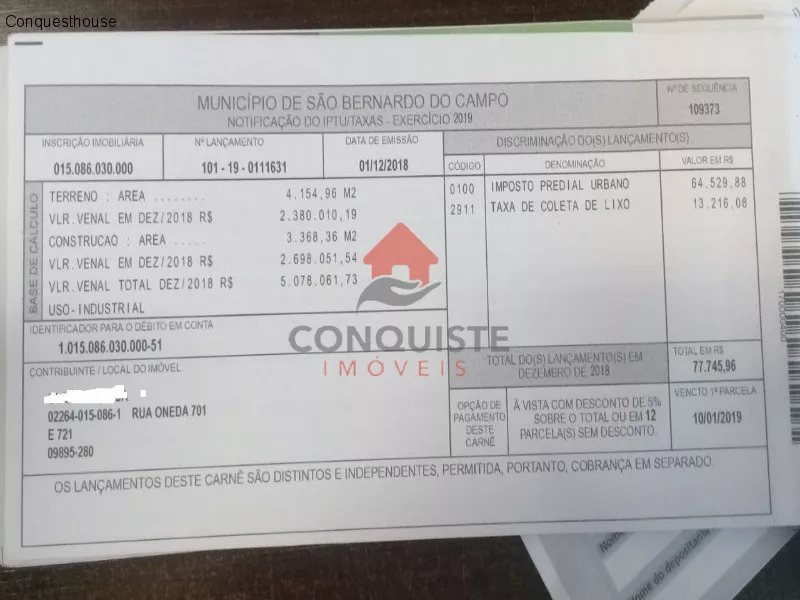 Conquesthouse
MUNICÍPIO DE SÃO BERNARDO DO CAMPO
NOTIFICAÇÃO DO IPTU/TAXAS - EXERCÍCIO 2019
Nº DE SEQUÊNCIA
109373
INSCRIÇÃO IMOBILIÁRIA
015.086.030.000
Nº LANÇAMENTO
101 - 19 - 0111631
DATA DE EMISSÃO
01/12/2018
DISCRIMINAÇÃO DO(S) LANÇAMENTO(S)
CÓDIGO DENOMINAÇÃO VALOR EM R$
0100 IMPOSTO PREDIAL URBANO 64.529,88
2911 TAXA DE COLETA DE LIXO 13.216,08
BASE DE CÁLCULO
TERRENO : AREA ........ 4.154,96 M2
VLR. VENAL EM DEZ/2018 R$ 2.380.010,19
CONSTRUCAO : AREA ..... 3.368,36 M2
VLR. VENAL EM DEZ/2018 R$ 2.698.051,54
VLR. VENAL TOTAL DEZ/2018 R$ 5.078.061,73
USO-INDUSTRIAL
IDENTIFICADOR PARA O DÉBITO EM CONTA
1.015.086.030.000-51
CONQUISTE
IMÓVEIS
TOTAL DO(S) LANÇAMENTO(S) EM
DEZEMBRO DE 2018
TOTAL EM R$
77.745,96
CONTRIBUINTE / LOCAL DO IMÓVEL
02264-015-086-1 RUA ONEDA 701
E 721
09895-280
OPÇÃO DE
PAGAMENTO
DESTE
CARNÊ
À VISTA COM DESCONTO DE 5%
SOBRE O TOTAL OU EM 12
PARCELA(S) SEM DESCONTO.
VENCTO 1ª PARCELA
10/01/2019
OS LANÇAMENTOS DESTE CARNÊ SÃO DISTINTOS E INDEPENDENTES, PERMITIDA, PORTANTO, COBRANÇA EM SEPARADO.
Nome do depositante